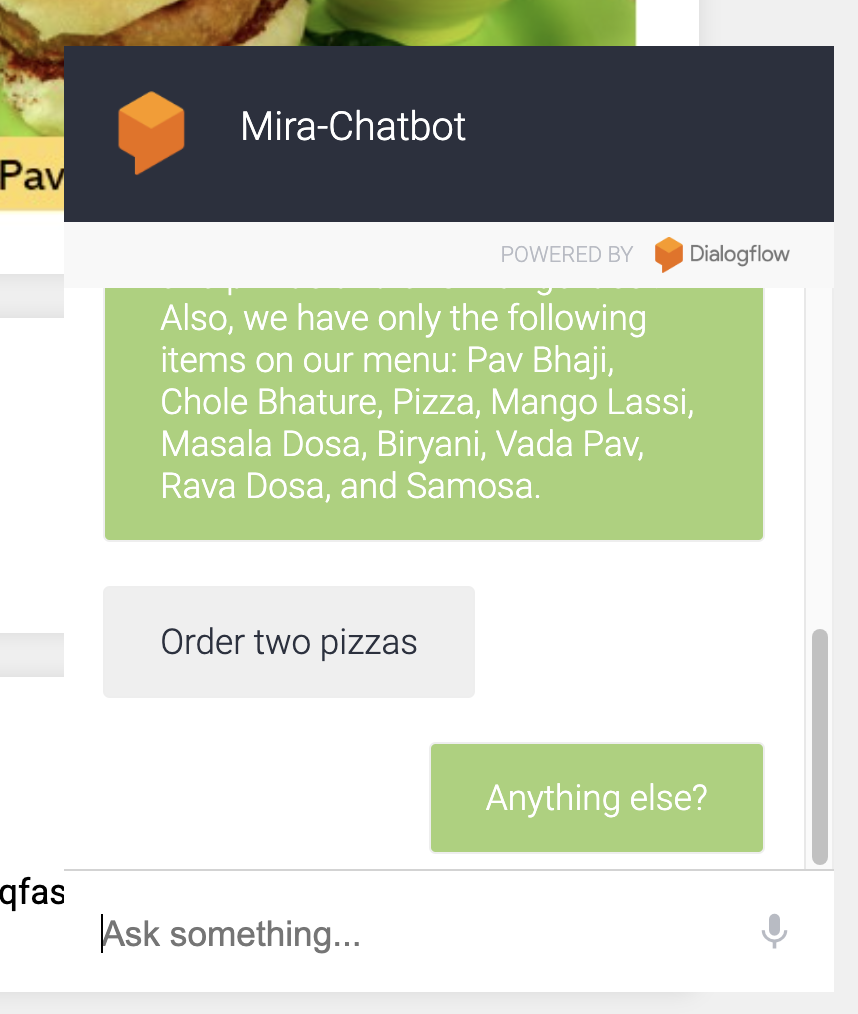 Mira-Chatbot
POWERED BY Dialogflow
Also, we have only the following
items on our menu: Pav Bhaji,
Chole Bhature, Pizza, Mango Lassi,
Masala Dosa, Biryani, Vada Pav,
Rava Dosa, and Samosa.
Order two pizzas
Anything else?
Ask something...
Pav
qfas